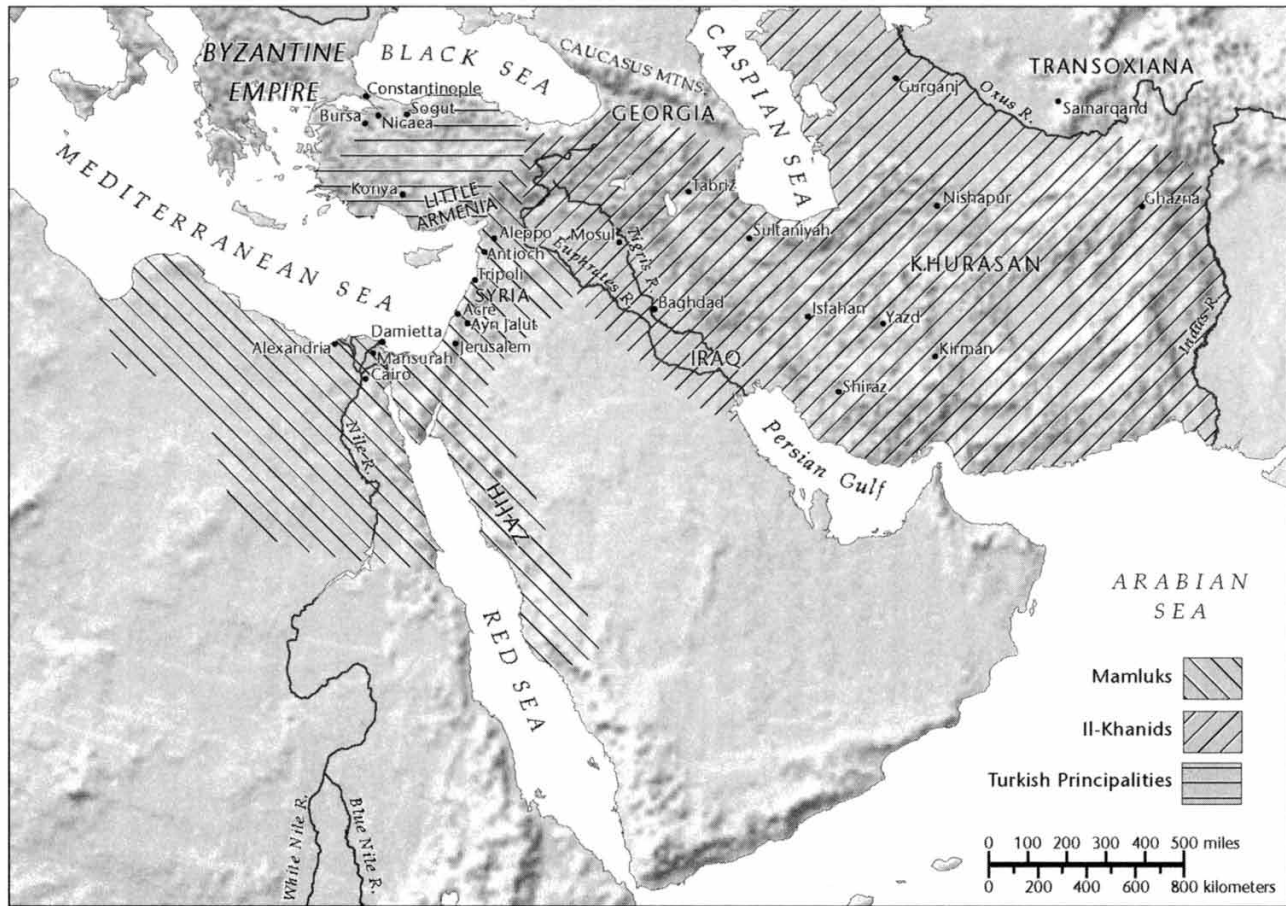 BYZANTINE
EMPIRE
BLACK SEA
CAUCASUS MTNS.
CASPIAN SEA
TRANSOXIANA
Gurganj
Oxus R.
Samarqand
Constantinople
Bursa
Sogut
Nicaea
GEORGIA
MEDITERRANEAN SEA
Konya
LITTLE
ARMENIA
Tabriz
Nishapur
Ghazna
Aleppo
Mosul
Tigris R.
Sultaniyah
Antioch
Euphrates R.
KHURASAN
Tripoli
SYRIA
Acre
Ayn Jalut
Baghdad
Isfahan
Yazd
Indus R.
Damietta
Alexandria
Mansurah
Jerusalem
Cairo
IRAQ
Kirman
Shiraz
Nile R.
Persian Gulf
HIJAZ
RED SEA
ARABIAN
SEA
Mamluks
Il-Khanids
Turkish Principalities
White Nile R.
Blue Nile R.
0 100 200 300 400 500 miles
0 200 400 600 800 kilometers